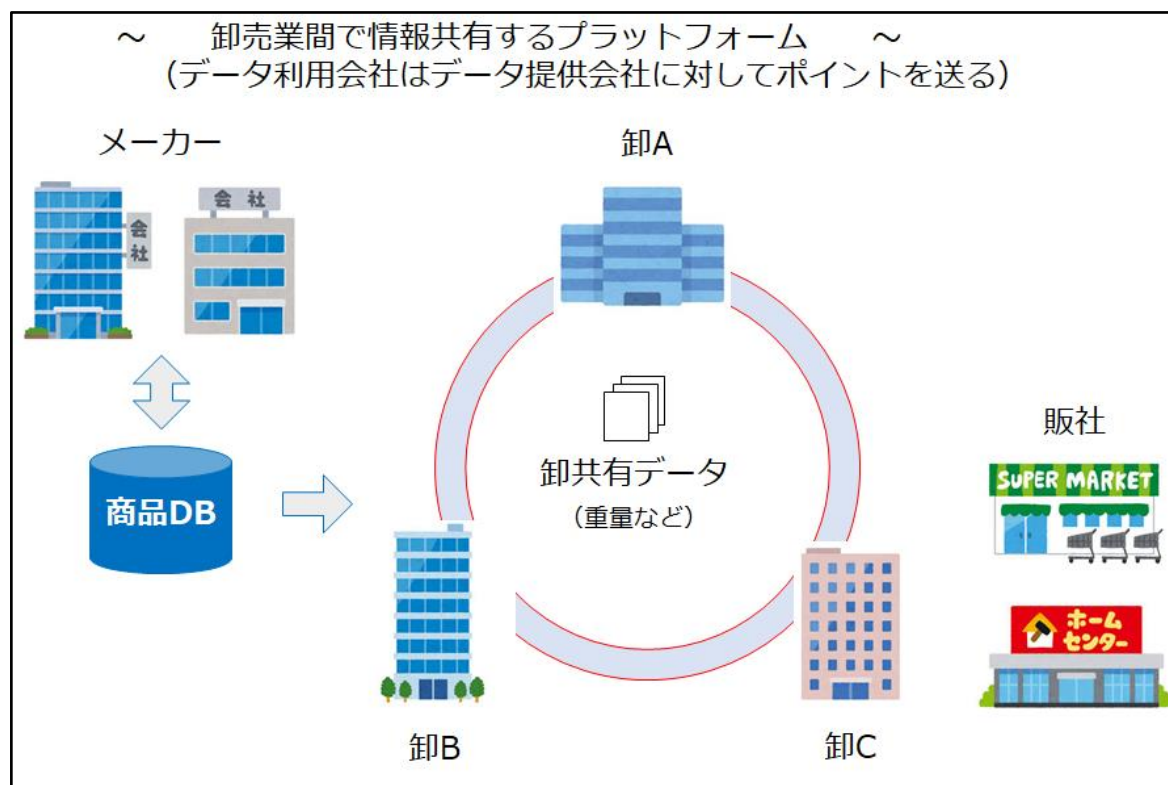 ～　　卸売業間で情報共有するプラットフォーム　　～
（データ利用会社はデータ提供会社に対してポイントを送る）
メーカー
会社
会社
商品DB
卸A
卸共有データ
（重量など）
卸B
卸C
販社
SUPER MARKET
ホーム
センター